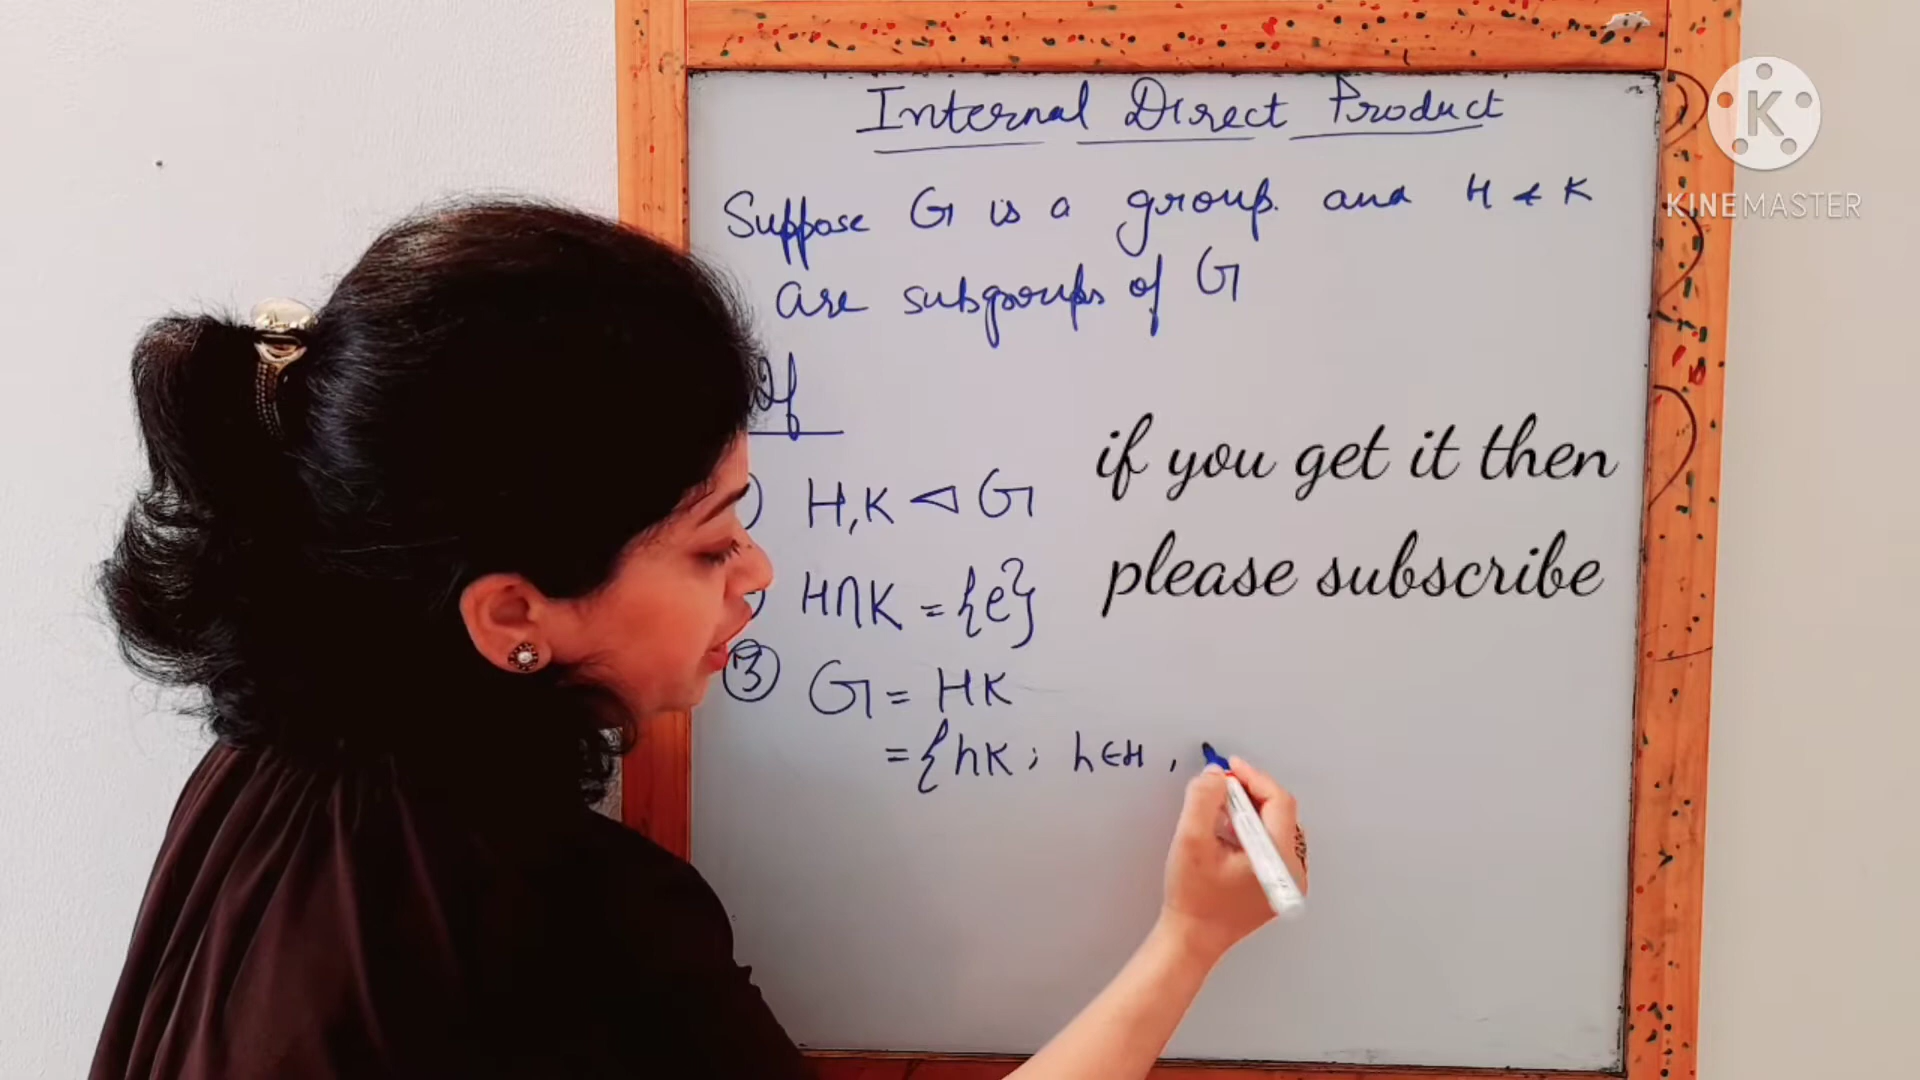 Internal Direct Product
Suppose G is a group. and H & K
are subgroups of G
If
H, K ◁ G
H∩K = {e}
③ G = HK
= {hK ; h∈H ,
if you get it then
please subscribe
K
KINEMASTER